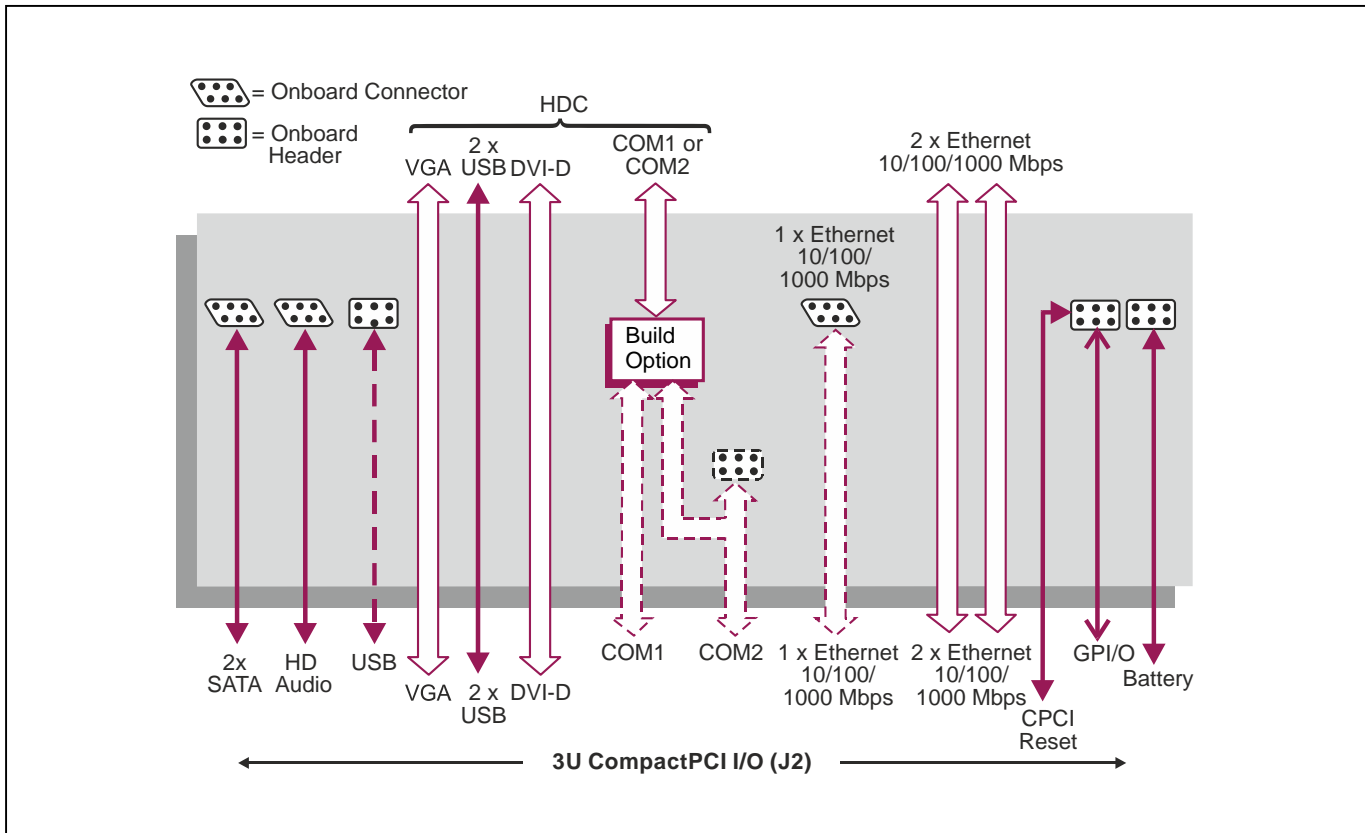 = Onboard Connector
= Onboard
Header
HDC
VGA
2 x
USB
DVI-D
COM1 or
COM2
2 x Ethernet
10/100/1000 Mbps
1 x Ethernet
10/100/
1000 Mbps
Build
Option
2x
SATA
HD
Audio
USB
VGA
2 x
USB
DVI-D
COM1
COM2
1 x Ethernet
10/100/
1000 Mbps
2 x Ethernet
10/100/
1000 Mbps
CPCI
Reset
GPI/O
Battery
3U CompactPCI I/O (J2)